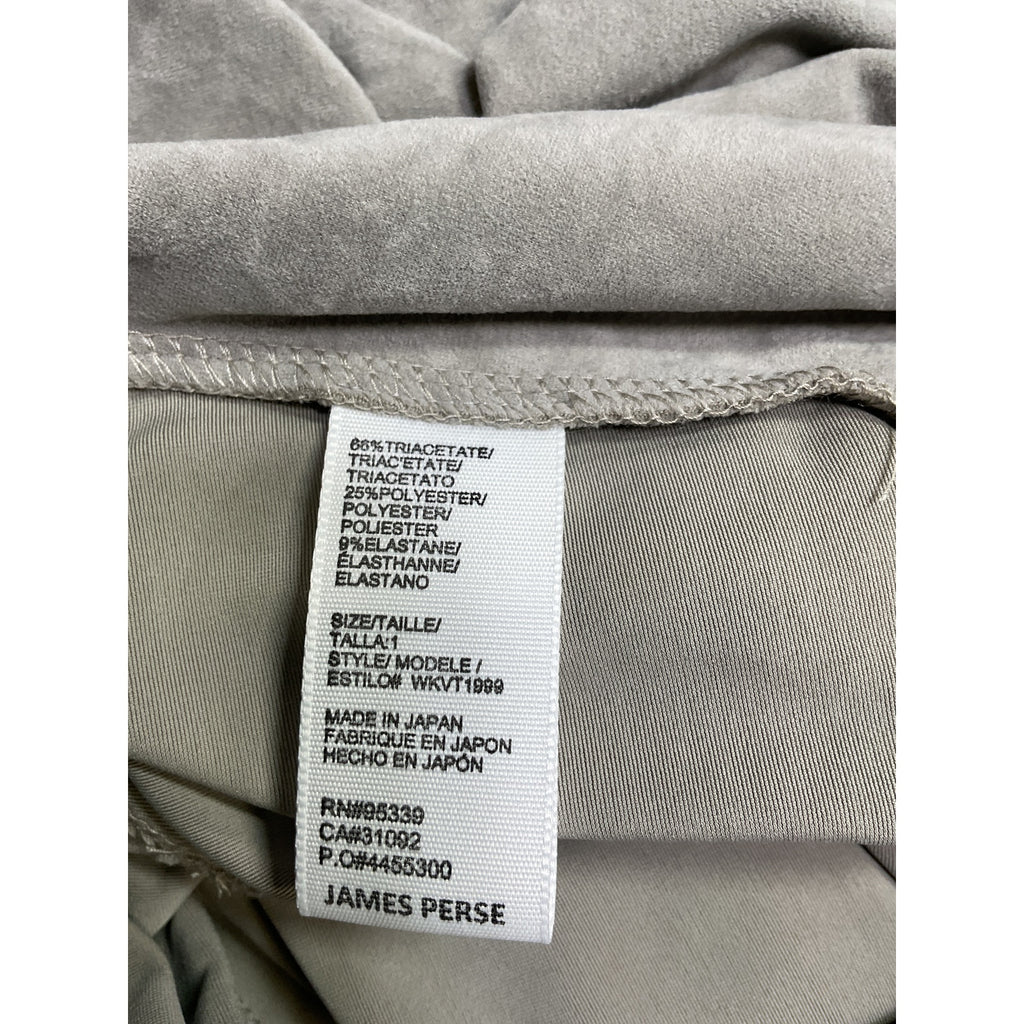 66%TRIACETATE/
TRIAC'ETATE/
TRIACETATO
25%POLYESTER/
POLYESTER/
POLIESTER
9%ELASTANE/
ÉLASTHANNE/
ELASTANO
SIZE/TAILLE/
TALLA:1
STYLE/ MODELE /
ESTILO# WKVT1999
MADE IN JAPAN
FABRIQUE EN JAPON
HECHO EN JAPÓN
RN#95339
CA#31092
P.O#4455300
JAMES PERSE